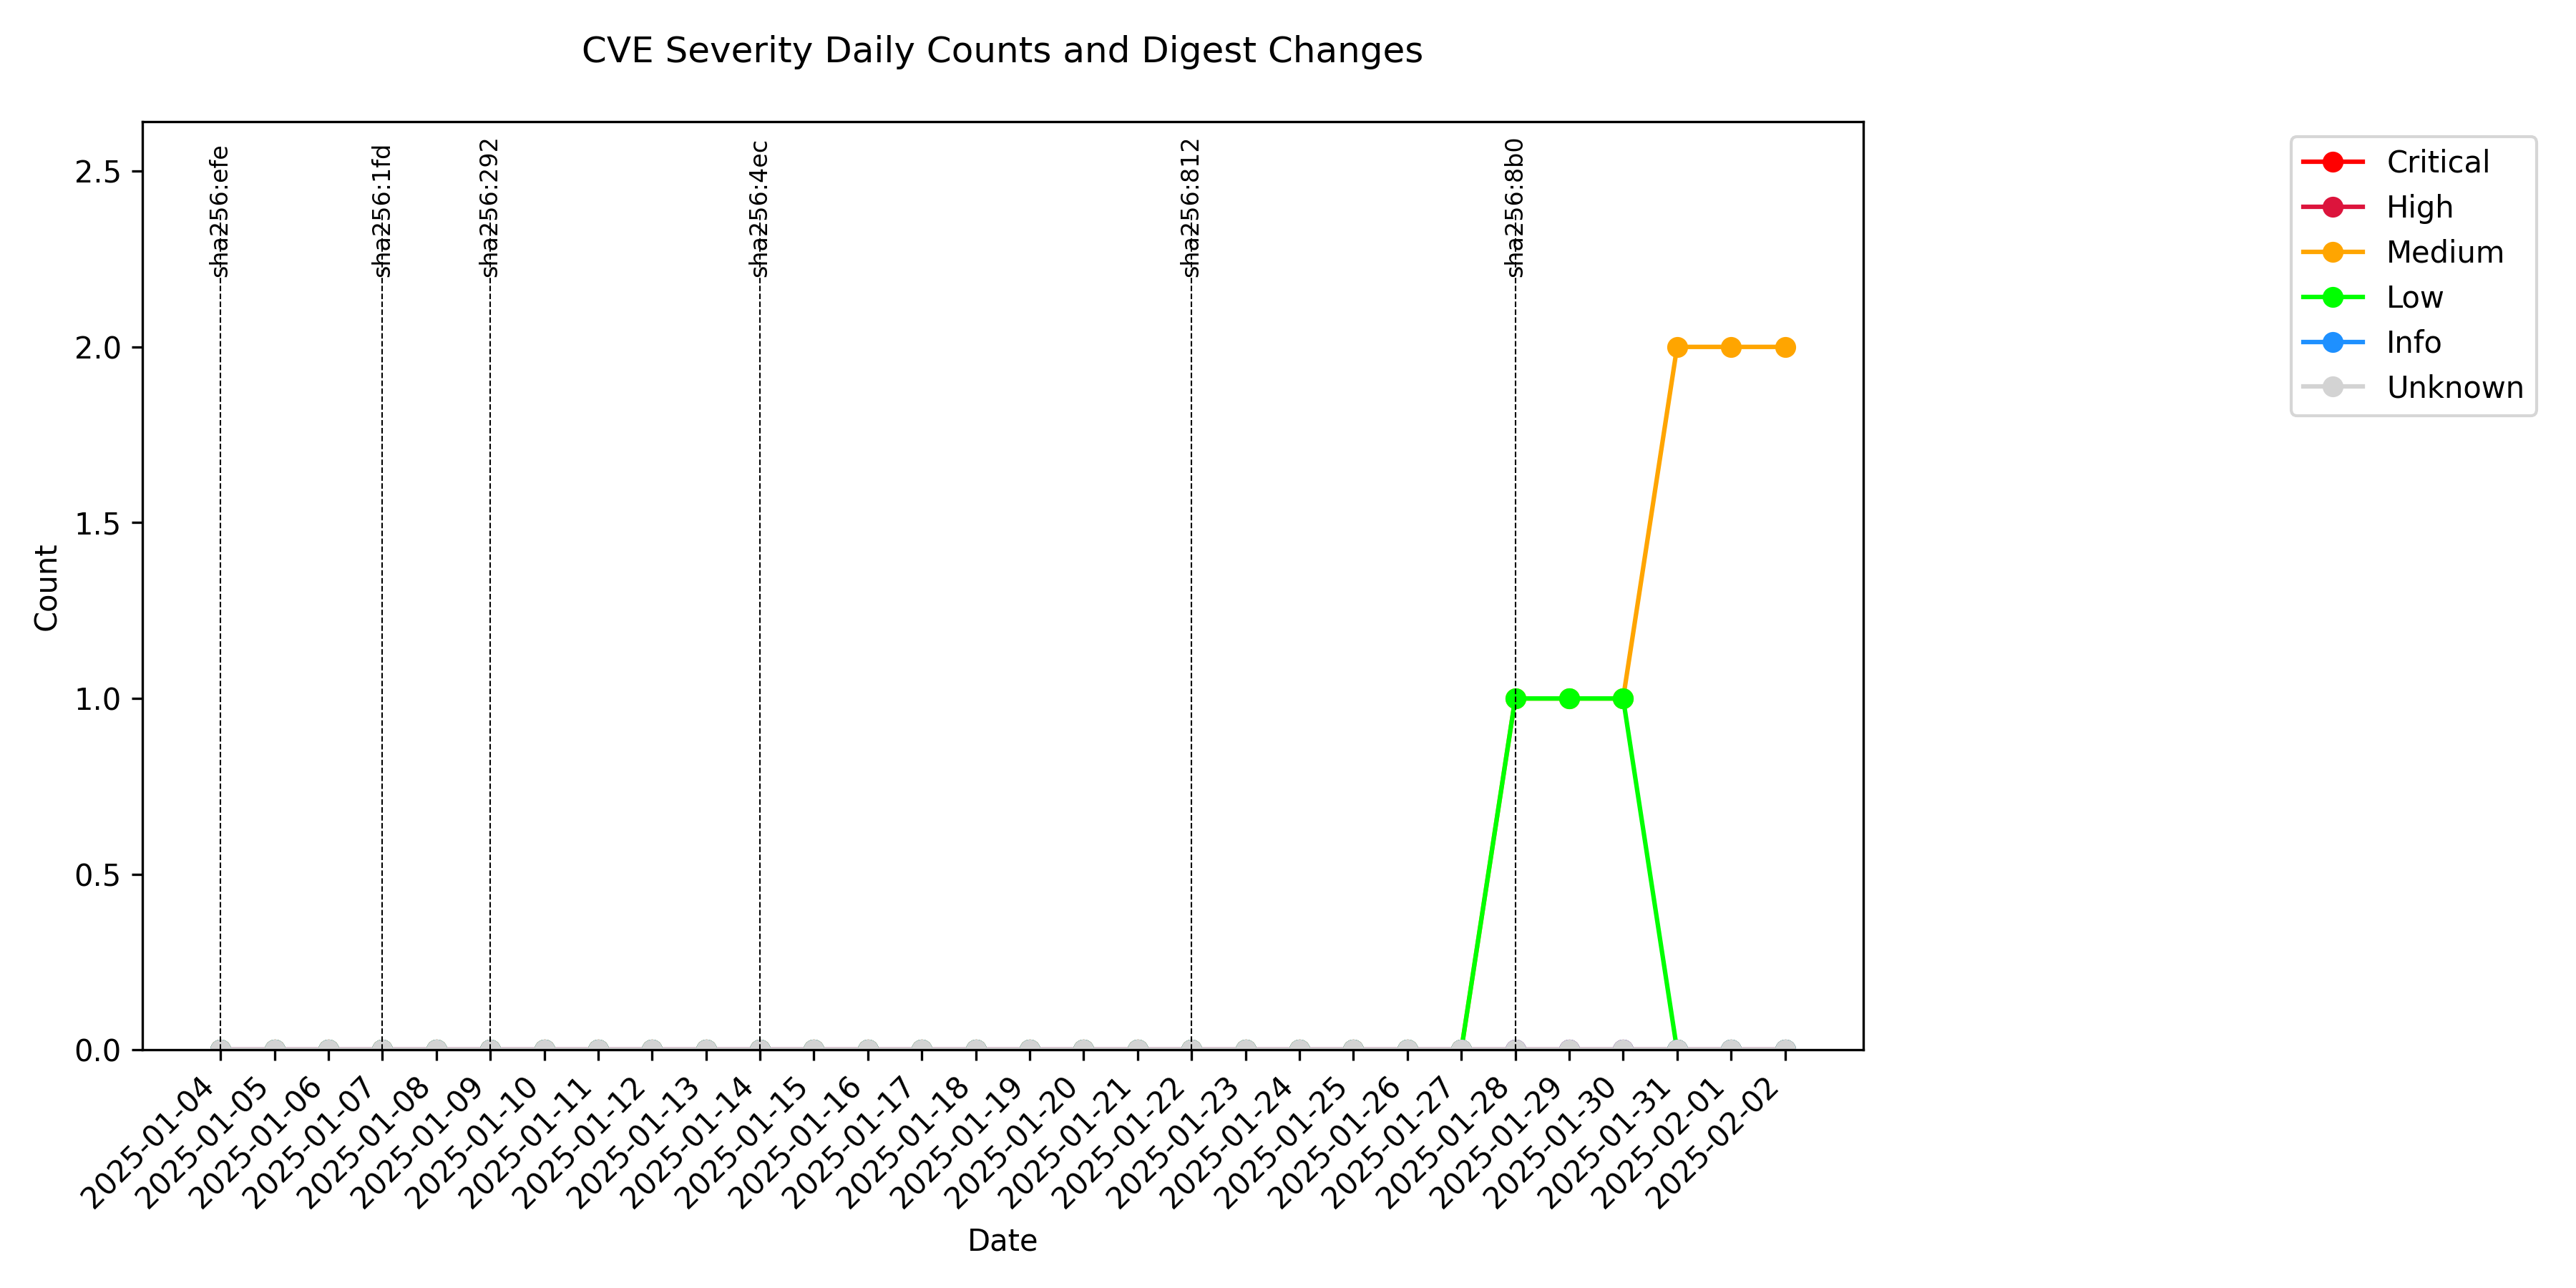 CVE Severity Daily Counts and Digest Changes
sha256:efe
sha256:1fd
sha256:292
sha256:4ec
sha256:812
sha256:8b0
Critical
High
Medium
Low
Info
Unknown
2.5
2.0
1.5
1.0
0.5
0.0
Count
2025-01-04
2025-01-05
2025-01-06
2025-01-07
2025-01-08
2025-01-09
2025-01-10
2025-01-11
2025-01-12
2025-01-13
2025-01-14
2025-01-15
2025-01-16
2025-01-17
2025-01-18
2025-01-19
2025-01-20
2025-01-21
2025-01-22
2025-01-23
2025-01-24
2025-01-25
2025-01-26
2025-01-27
2025-01-28
2025-01-29
2025-01-30
2025-01-31
2025-02-01
2025-02-02
Date